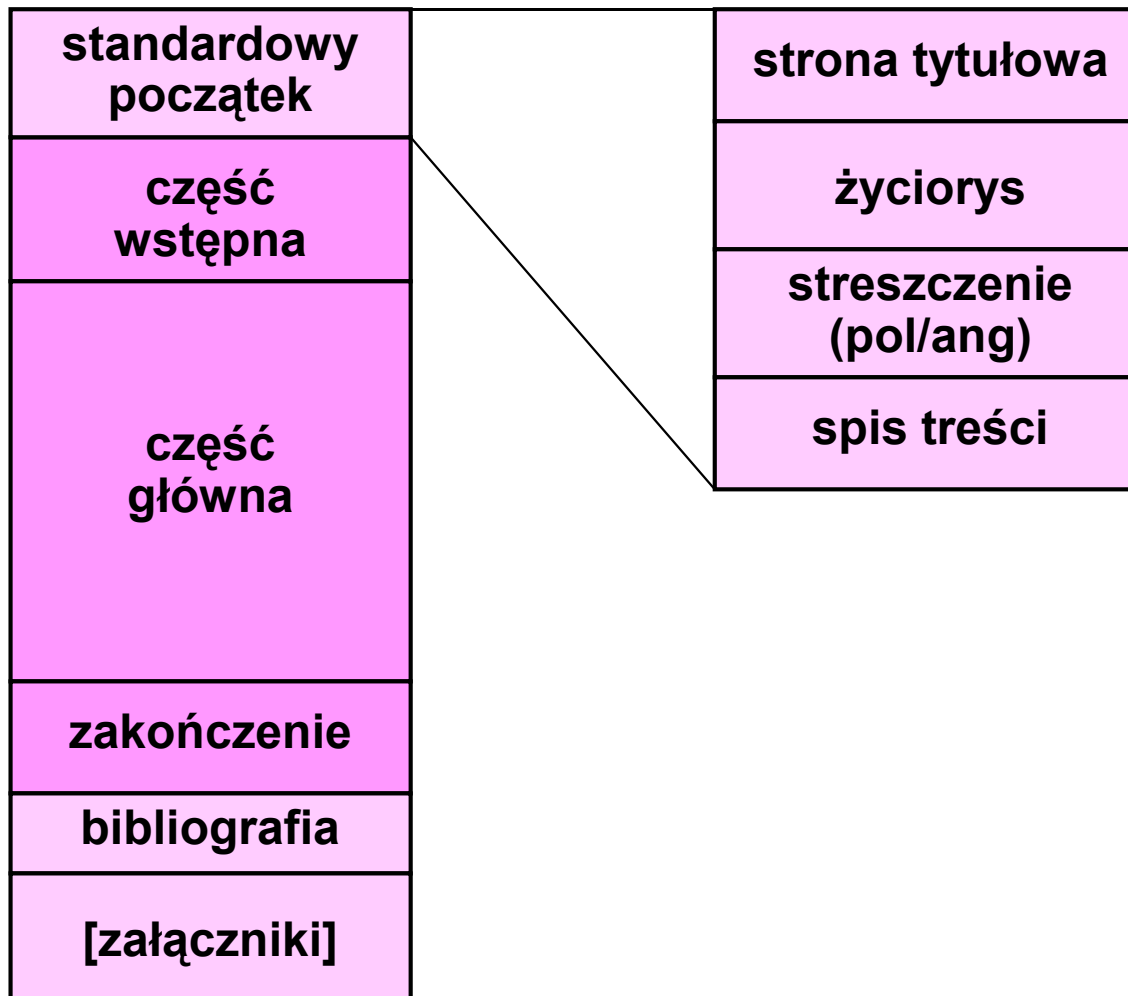 standardowy
początek
część
wstępna
część
główna
zakończenie
bibliografia
[załączniki]
strona tytułowa
życiorys
streszczenie
(pol/ang)
spis treści